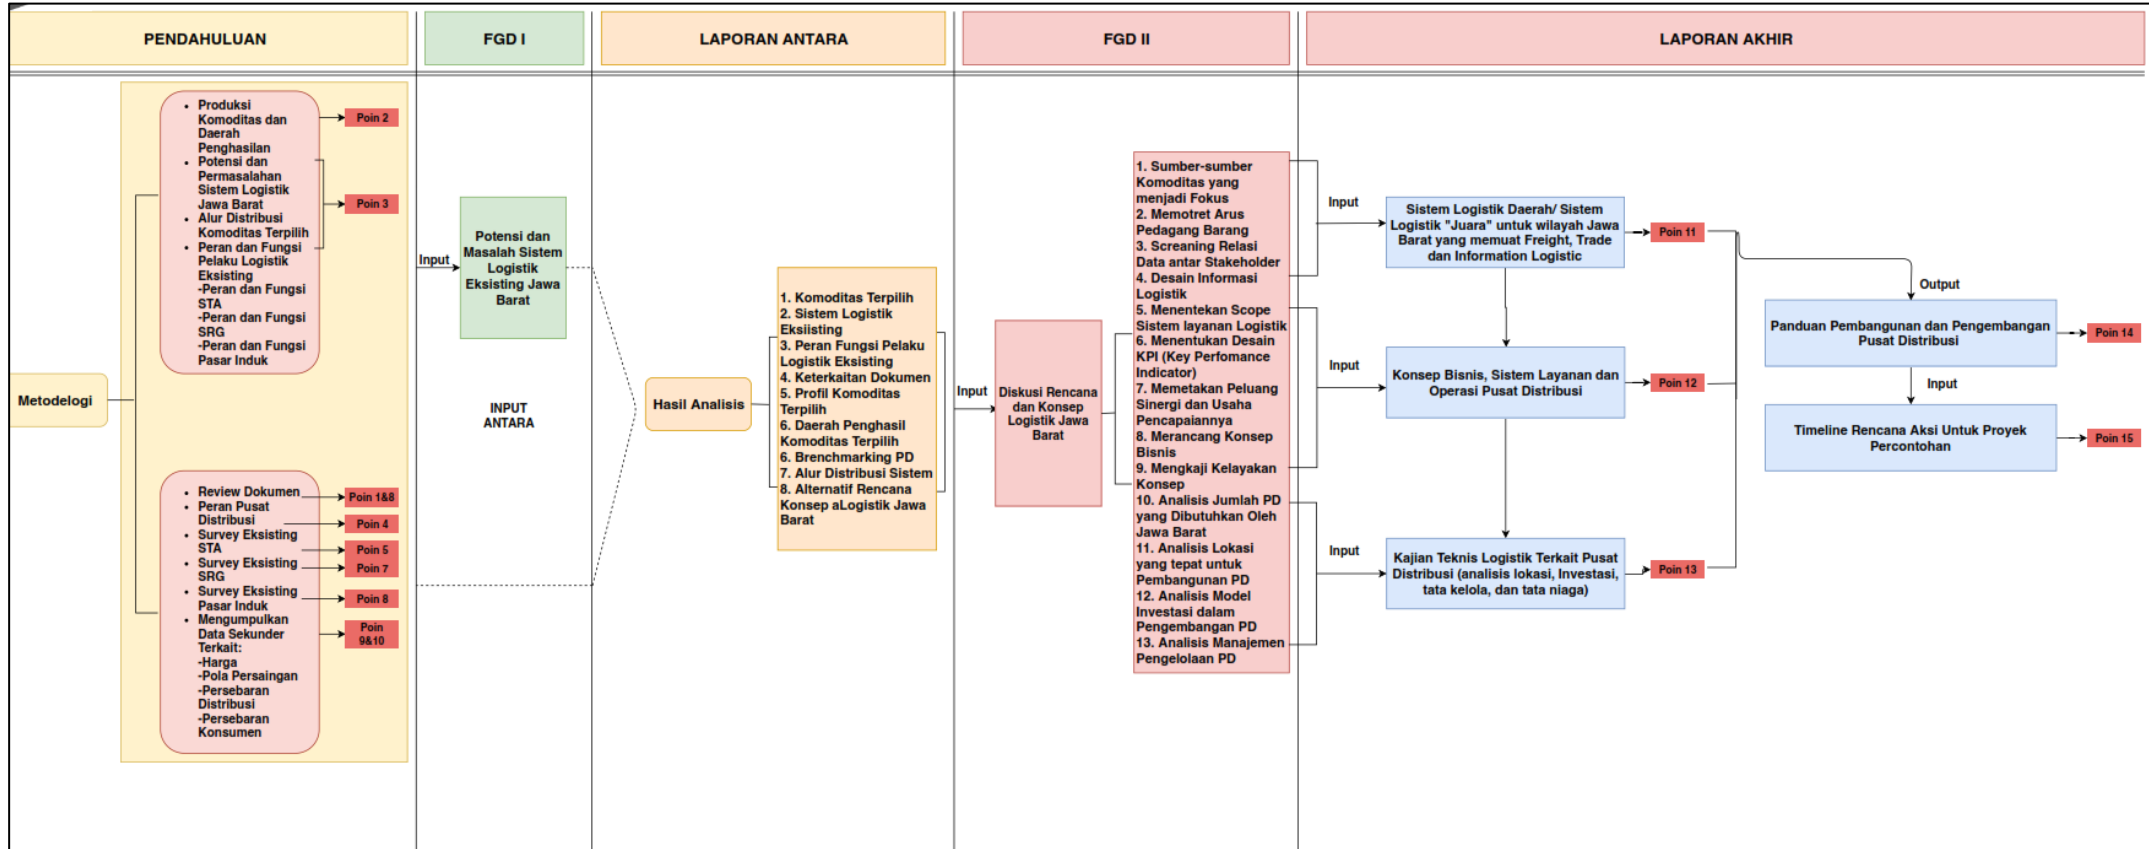 PENDAHULUAN
FGD I
LAPORAN ANTARA
FGD II
LAPORAN AKHIR
Metodelogi
• Produksi
Komoditas dan
Daerah
Penghasilan
• Potensi dan
Permasalahan
Sistem Logistik
Jawa Barat
• Alur Distribusi
Komoditas Terpilih
• Peran dan Fungsi
Pelaku Logistik
Eksisting
-Peran dan Fungsi
STA
-Peran dan Fungsi
SRG
-Peran dan Fungsi
Pasar Induk
Poin 2
Poin 3
• Review Dokumen
• Peran Pusat
Distribusi
• Survey Eksisting
STA
• Survey Eksisting
SRG
• Survey Eksisting
Pasar Induk
• Mengumpulkan
Data Sekunder
Terkait:
-Harga
-Pola Persaingan
-Persebaran
Distribusi
-Persebaran
Konsumen
Poin 1&8
Poin 4
Poin 5
Poin 7
Poin 8
Poin
9&10
Input
Potensi dan
Masalah Sistem
Logistik
Eksisting Jawa
Barat
INPUT
ANTARA
Hasil Analisis
1. Komoditas Terpilih
2. Sistem Logistik
Eksiisting
3. Peran Fungsi Pelaku
Logistik Eksisting
4. Keterkaitan Dokumen
5. Profil Komoditas
Terpilih
6. Daerah Penghasil
Komoditas Terpilih
6. Brenchmarking PD
7. Alur Distribusi Sistem
8. Alternatif Rencana
Konsep aLogistik Jawa
Barat
Input
Diskusi Rencana
dan Konsep
Logistik Jawa
Barat
1. Sumber-sumber
Komoditas yang
menjadi Fokus
2. Memotret Arus
Pedagang Barang
3. Screaning Relasi
Data antar Stakeholder
4. Desain Informasi
Logistik
5. Menentekan Scope
Sistem layanan Logistik
6. Menentukan Desain
KPI (Key Perfomance
Indicator)
7. Memetakan Peluang
Sinergi dan Usaha
Pencapaiannya
8. Merancang Konsep
Bisnis
9. Mengkaji Kelayakan
Konsep
10. Analisis Jumlah PD
yang Dibutuhkan Oleh
Jawa Barat
11. Analisis Lokasi
yang tepat untuk
Pembangunan PD
12. Analisis Model
Investasi dalam
Pengembangan PD
13. Analisis Manajemen
Pengelolaan PD
Input
Input
Input
Sistem Logistik Daerah/ Sistem
Logistik "Juara" untuk wilayah Jawa
Barat yang memuat Freight, Trade
dan Information Logistic
Poin 11
Konsep Bisnis, Sistem Layanan dan
Operasi Pusat Distribusi
Poin 12
Kajian Teknis Logistik Terkait Pusat
Distribusi (analisis lokasi, Investasi,
tata kelola, dan tata niaga)
Poin 13
Output
Panduan Pembangunan dan Pengembangan
Pusat Distribusi
Poin 14
Input
Timeline Rencana Aksi Untuk Proyek
Percontohan
Poin 15